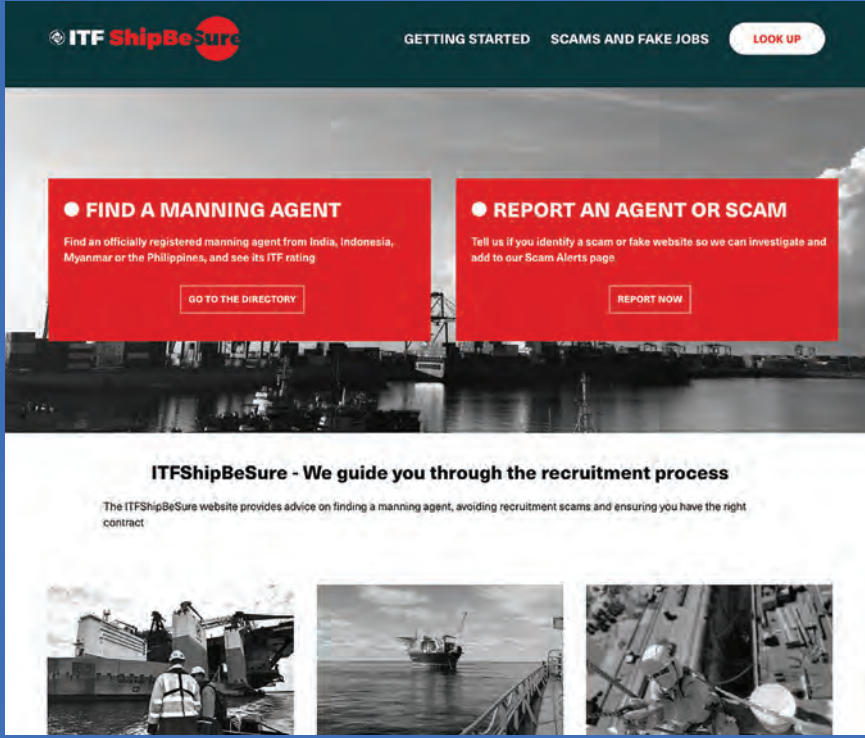 ITF ShipBeSure
GETTING STARTED
SCAMS AND FAKE JOBS
LOOK UP
FIND A MANNING AGENT
Find an officially registered manning agent from India, Indonesia,
Myanmar or the Philippines, and see its ITF rating
GO TO THE DIRECTORY
REPORT AN AGENT OR SCAM
Tell us if you identify a scam or fake website so we can investigate and
add to our Scam Alerts page
REPORT NOW
ITFShipBeSure - We guide you through the recruitment process
The ITFShipBeSure website provides advice on finding a manning agent, avoiding recruitment scams and ensuring you have the right
contract